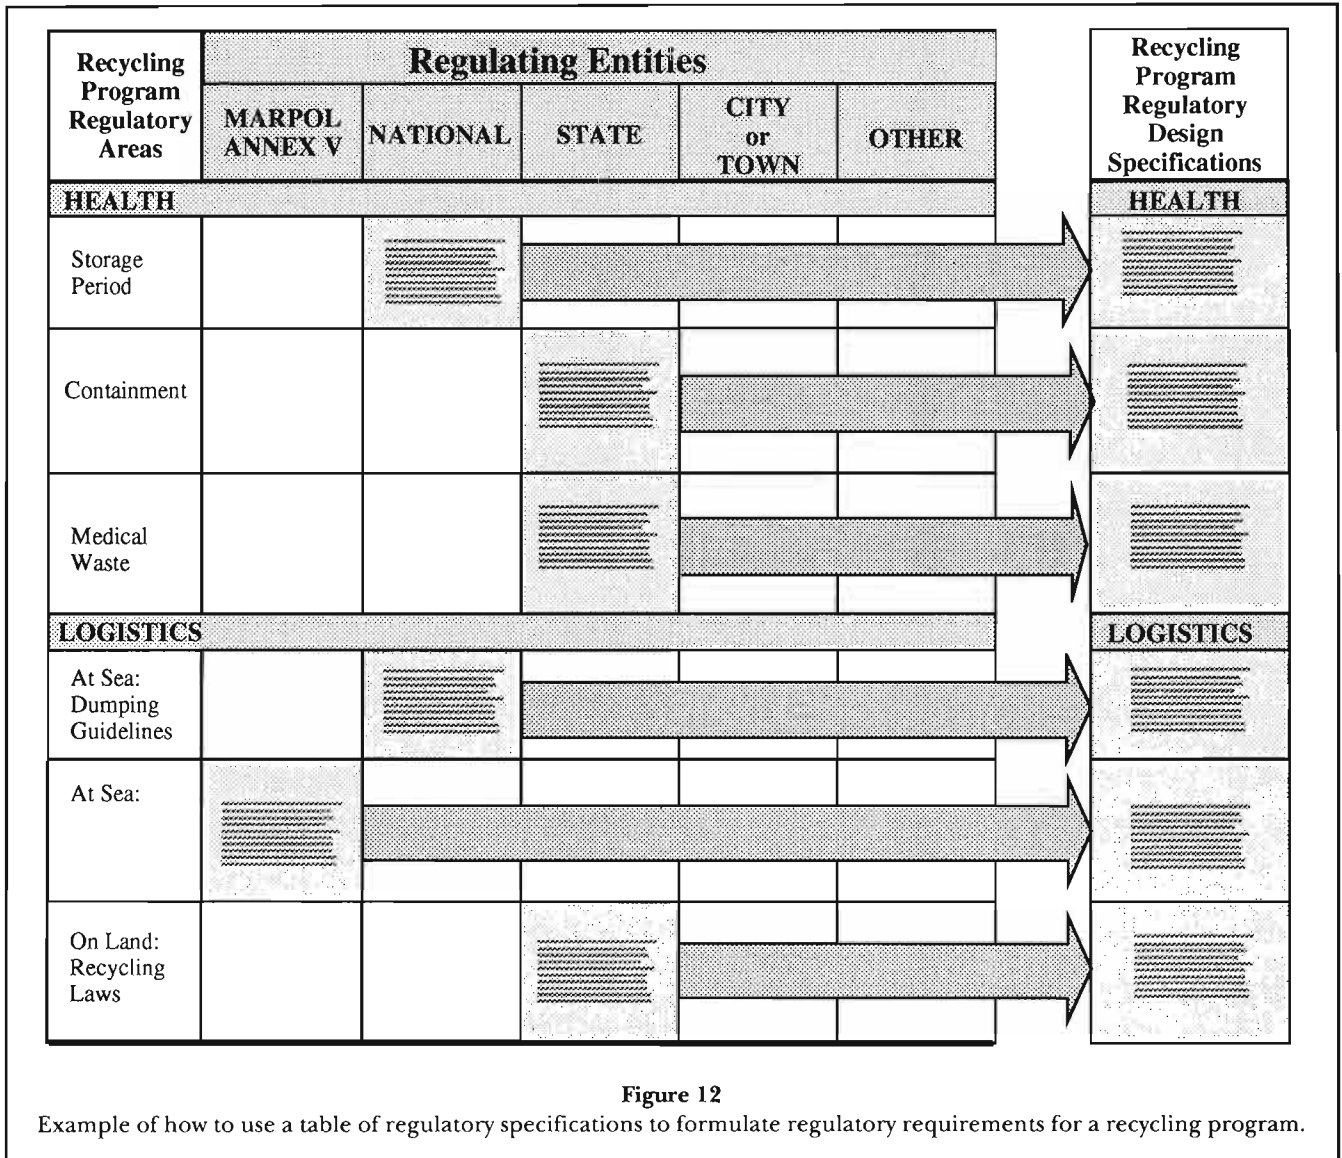 Recycling
Program
Regulatory
Areas
Regulating Entities
MARPOL
ANNEX V
NATIONAL
STATE
CITY
or
TOWN
OTHER
Recycling
Program
Regulatory
Design
Specifications
HEALTH
HEALTH
Storage
Period
Containment
Medical
Waste
LOGISTICS
LOGISTICS
At Sea:
Dumping
Guidelines
At Sea:
On Land:
Recycling
Laws
Figure 12
Example of how to use a table of regulatory specifications to formulate regulatory requirements for a recycling program.